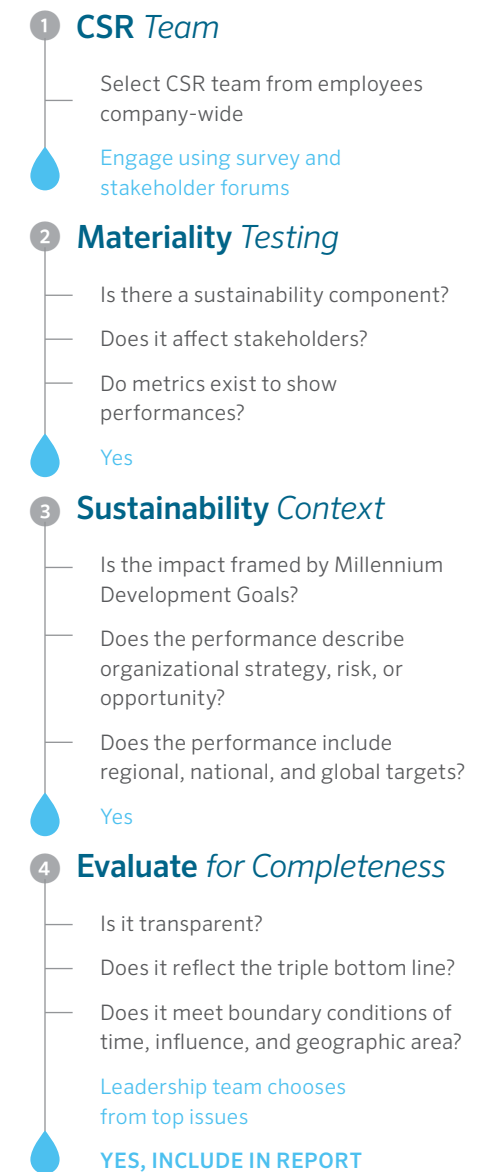 1 CSR Team
Select CSR team from employees
company-wide
Engage using survey and
stakeholder forums
2 Materiality Testing
Is there a sustainability component?
Does it affect stakeholders?
Do metrics exist to show
performances?
Yes
3 Sustainability Context
Is the impact framed by Millennium
Development Goals?
Does the performance describe
organizational strategy, risk, or
opportunity?
Does the performance include
regional, national, and global targets?
Yes
4 Evaluate for Completeness
Is it transparent?
Does it reflect the triple bottom line?
Does it meet boundary conditions of
time, influence, and geographic area?
Leadership team chooses
from top issues
YES, INCLUDE IN REPORT